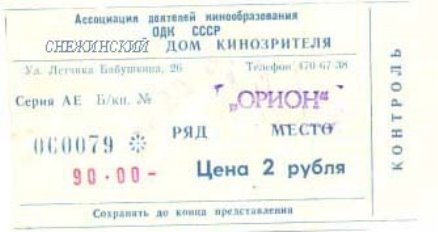 Ассоциация деятелей кинообразования
ОДК СССР
СНЕЖИНСКИЙ ДОМ КИНОЗРИТЕЛЯ
Ул. Летчика Бабушкина, 26 Телефон 470-67-38
Серия АЕ Б/кн. № „ОРИОН“
060079 РЯД МЕСТО
90-00- Цена 2 рубля
Сохранять до конца представления
КОНТРОЛЬ